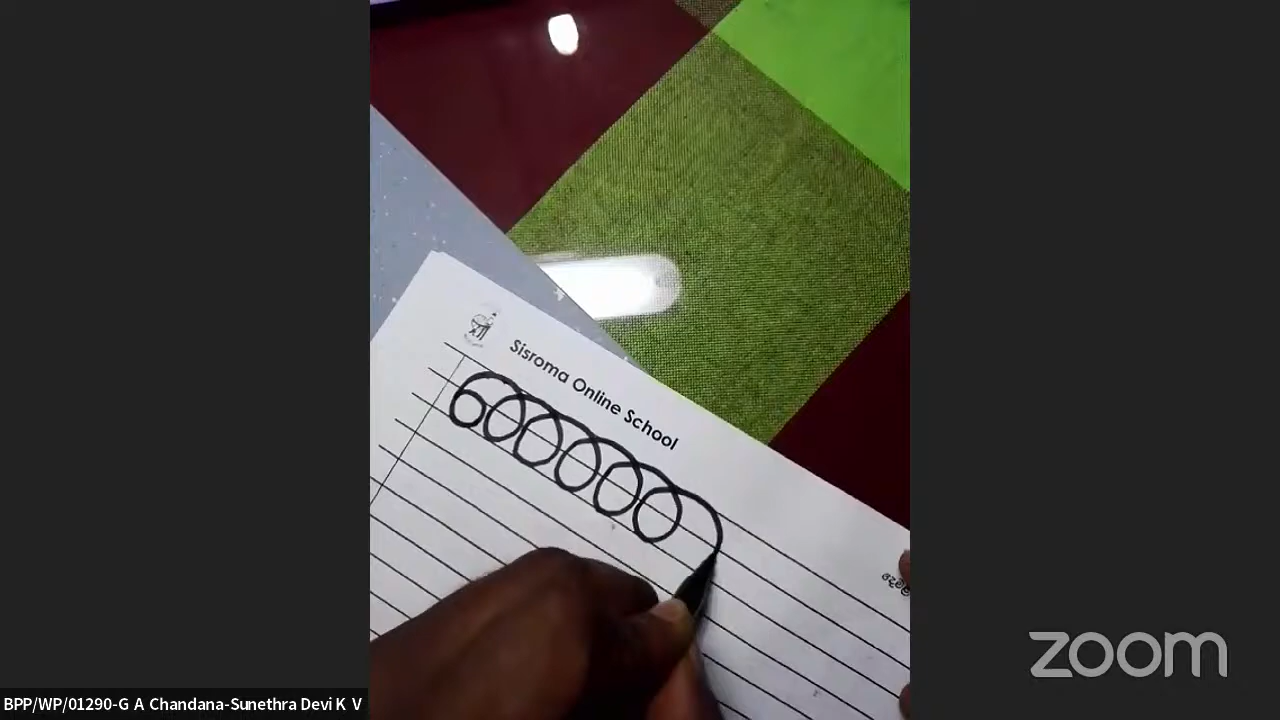 Sisroma Online School
zoom
BPP/WP/01290-G A Chandana-Sunethra Devi K V